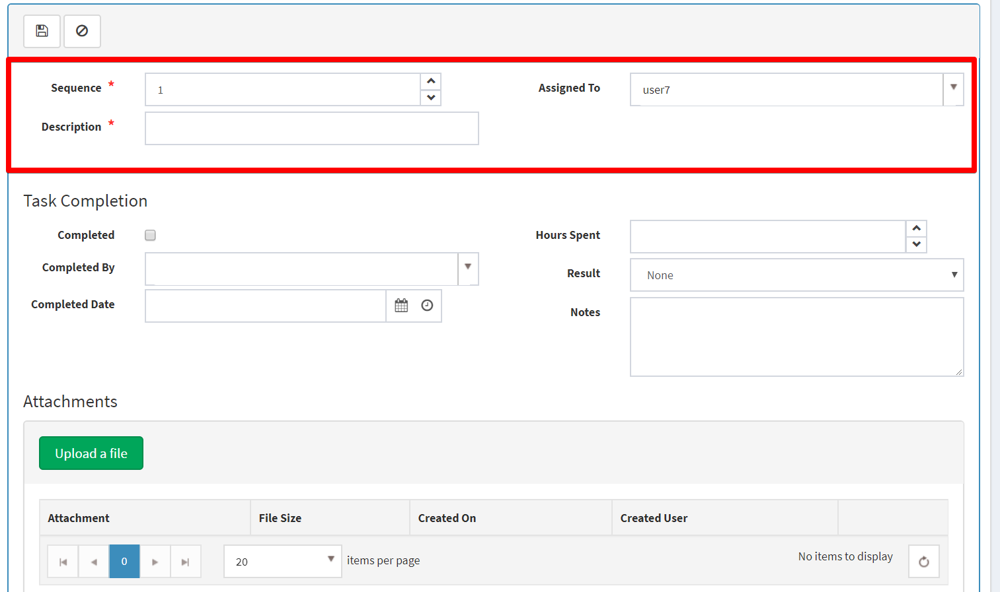 Sequence * 1 Assigned To user7
Description *
Task Completion
Completed Hours Spent
Completed By
Result None
Completed Date
Notes
Attachments
Upload a file
Attachment File Size Created On Created User
0 20 items per page No items to display